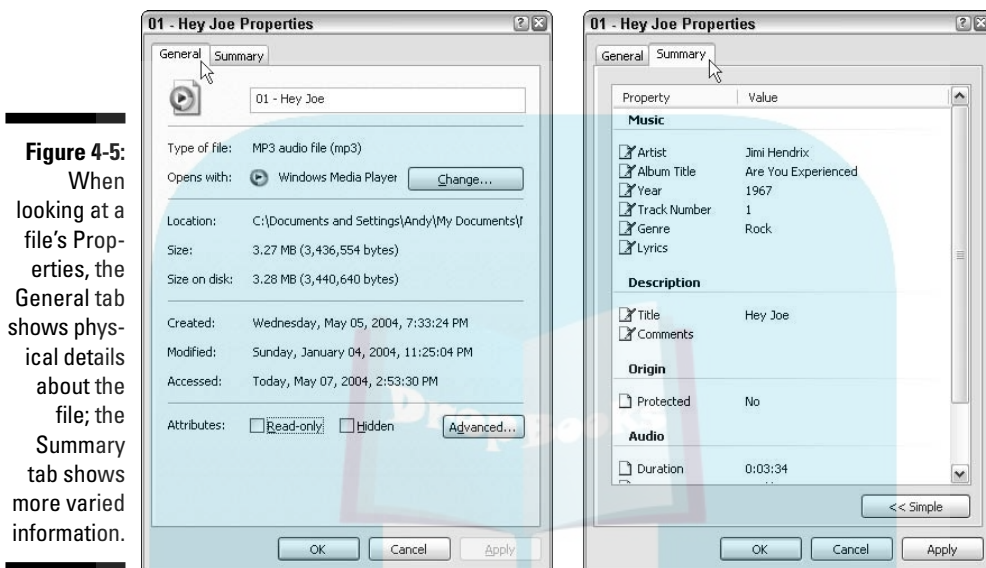 Figure 4-5:
When
looking at a
file's Prop-
erties, the
General tab
shows phys-
ical details
about the
file; the
Summary
tab shows
more varied
information.
01 - Hey Joe Properties
General Summary
01 - Hey Joe
Type of file: MP3 audio file (mp3)
Opens with: Windows Media Player Change...
Location: C:\Documents and Settings\Andy\My Documents\
Size: 3.27 MB (3,436,554 bytes)
Size on disk: 3.28 MB (3,440,640 bytes)
Created: Wednesday, May 05, 2004, 7:33:24 PM
Modified: Sunday, January 04, 2004, 11:25:04 PM
Accessed: Today, May 07, 2004, 2:53:30 PM
Attributes: Read-only Hidden Advanced...
OK Cancel Apply
01 - Hey Joe Properties
General Summary
Property Value
Music
Artist Jimi Hendrix
Album Title Are You Experienced
Year 1967
Track Number 1
Genre Rock
Lyrics
Description
Title Hey Joe
Comments
Origin
Protected No
Audio
Duration 0:03:34
<< Simple
OK Cancel Apply
DropBooks